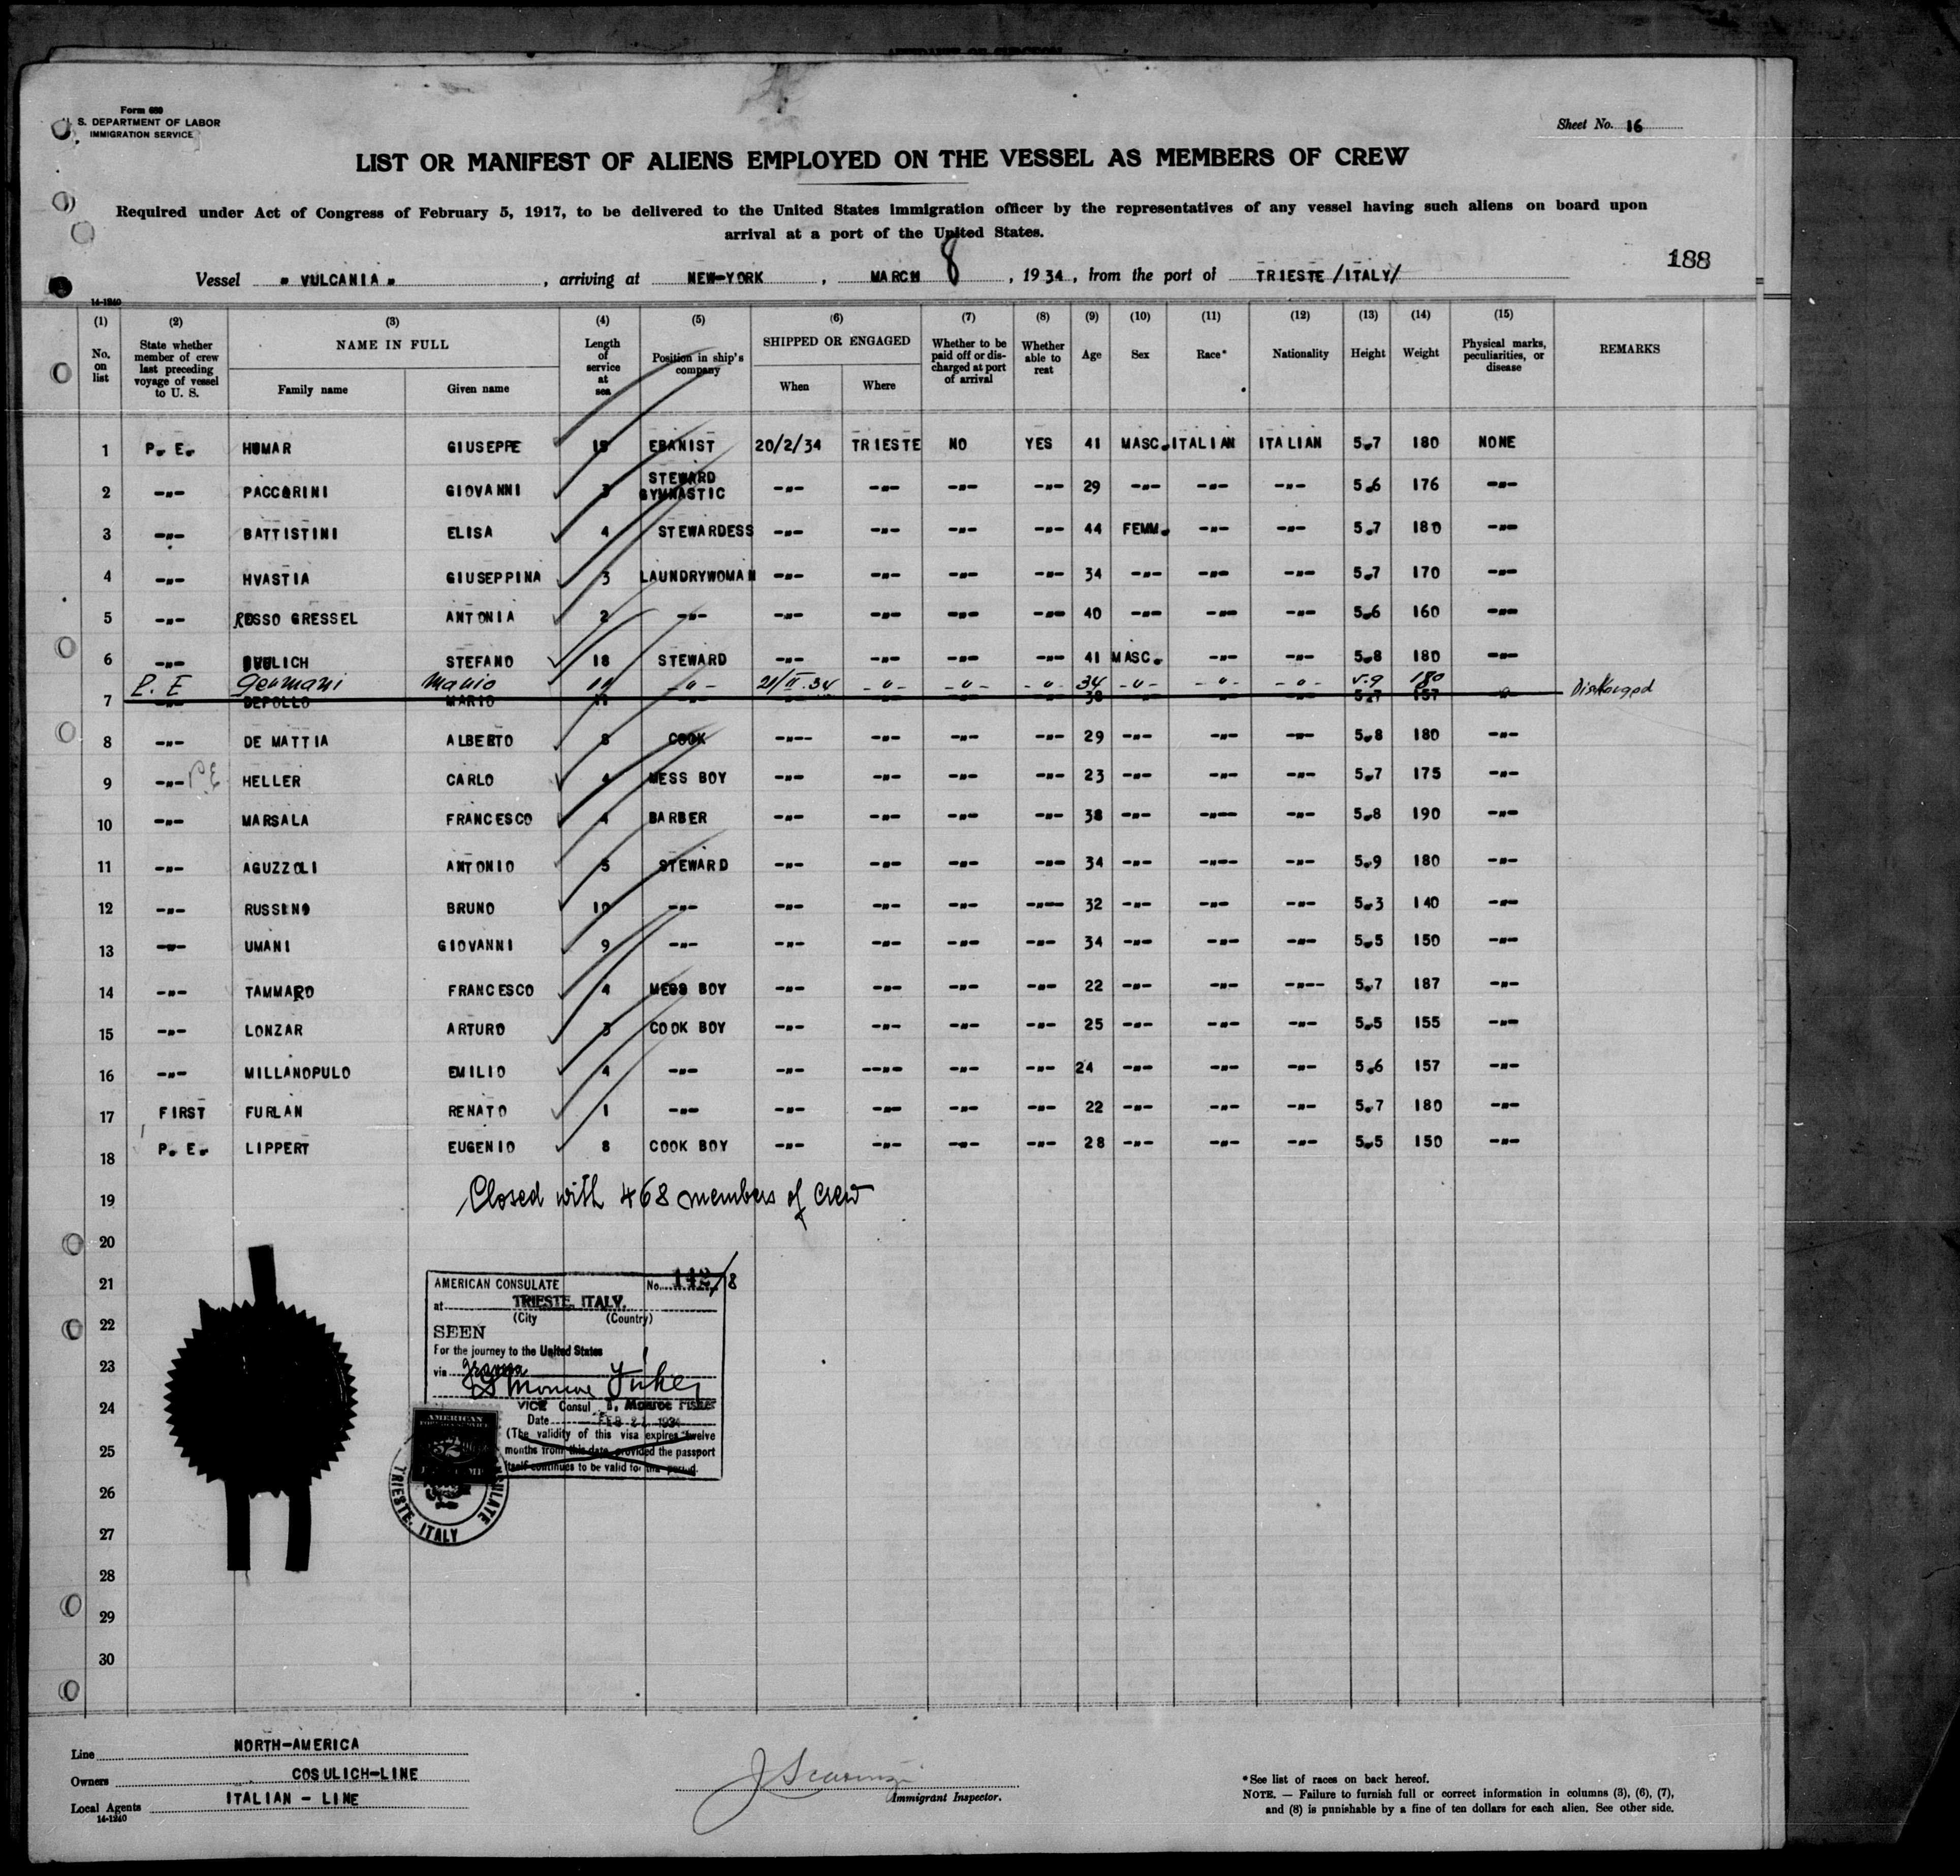 Form 680
U. S. DEPARTMENT OF LABOR
IMMIGRATION SERVICE
Sheet No. 16
LIST OR MANIFEST OF ALIENS EMPLOYED ON THE VESSEL AS MEMBERS OF CREW
Required under Act of Congress of February 5, 1917, to be delivered to the United States immigration officer by the representatives of any vessel having such aliens on board upon
arrival at a port of the United States.
188
Vessel " VULCANIA " , arriving at NEW-YORK , MARCH 8 , 1934 , from the port of TRIESTE /ITALY/
14-1240
(1) (2) (3) (4) (5) (6) (7) (8) (9) (10) (11) (12) (13) (14) (15)
No. on list
State whether member of crew last preceding voyage of vessel to U. S.
NAME IN FULL
Family name
Given name
Length of service at sea
Position in ship's company
SHIPPED OR ENGAGED
When
Where
Whether to be paid off or discharged at port of arrival
Whether able to read
Age
Sex
Race*
Nationality
Height
Weight
Physical marks, peculiarities, or disease
REMARKS
1 P. E. HUMAR GIUSEPPE EBANIST 20/2/34 TRIESTE NO YES 41 MASC. ITALIAN ITALIAN 5.7 180 NONE
2 -"- PACCORINI GIOVANNI 3 STEWARD GYMNASTIC -"- -"- -"- -"- 29 -"- -"- -"- 5.6 176 -"-
3 -"- BATTISTINI ELISA 4 STEWARDESS -"- -"- -"- -"- 44 FEMM. -"- -"- 5.7 180 -"-
4 -"- HVASTIA GIUSEPPINA 3 LAUNDRYWOMAN -"- -"- -"- -"- 34 -"- -"- -"- 5.7 170 -"-
5 -"- ROSSO GRESSEL ANTONIA 2 -"- -"- -"- -"- -"- 40 -"- -"- -"- 5.6 160 -"-
6 -"- STEFANO 18 STEWARD -"- -"- -"- -"- 41 MASC. -"- -"- 5.8 180 -"-
P. E Germani Mario 11 -"- 21/II.34 -"- -"- -"- 34 -"- -"- -"- 5.9 180
7 -"- DEPOLLO MARIO 11 -"- -"- -"- -"- -"- 38 -"- -"- -"- 5.7 157 -"- Discharged
8 -"- DE MATTIA ALBERTO 8 COOK -"- -"- -"- -"- 29 -"- -"- -"- 5.8 180 -"-
9 -"- P.E HELLER CARLO 4 MESS BOY -"- -"- -"- -"- 23 -"- -"- -"- 5.7 175 -"-
10 -"- MARSALA FRANCESCO 4 BARBER -"- -"- -"- -"- 38 -"- -"- -"- 5.8 190 -"-
11 -"- AGUZZOLI ANTONIO 5 STEWARD -"- -"- -"- -"- 34 -"- -"- -"- 5.9 180 -"-
12 -"- RUSSINO BRUNO 10 -"- -"- -"- -"- -"- 32 -"- -"- -"- 5.3 140 -"-
13 -"- UMANI GIOVANNI 9 -"- -"- -"- -"- -"- 34 -"- -"- -"- 5.5 150 -"-
14 -"- TAMMARO FRANCESCO 4 MESS BOY -"- -"- -"- -"- 22 -"- -"- -"- 5.7 187 -"-
15 -"- LONZAR ARTURO 3 COOK BOY -"- -"- -"- -"- 25 -"- -"- -"- 5.5 155 -"-
16 -"- MILLANOPULO EMILIO 4 -"- -"- -"- -"- -"- 24 -"- -"- -"- 5.6 157 -"-
17 FIRST FURLAN RENATO 1 -"- -"- -"- -"- -"- 22 -"- -"- -"- 5.7 180 -"-
18 P. E. LIPPERT EUGENIO 8 COOK BOY -"- -"- -"- -"- 28 -"- -"- -"- 5.5 150 -"-
19 Closed with 468 members of crew
20
21
22
23
24
25
26
27
28
29
30
AMERICAN CONSULATE No. 142/8
at TRIESTE, ITALY.
(City (Country)
SEEN
For the journey to the United States
via
VICE Consul Monroe Fisher
Date FEB 21 1934
(The validity of this visa expires twelve
months from this date, provided the passport
itself continues to be valid for the period.
AMERICAN
TRIESTE, ITALY
Line NORTH-AMERICA
Owners COSULICH-LINE
Local Agents ITALIAN - LINE
14-1240
Immigrant Inspector.
*See list of races on back hereof.
NOTE. — Failure to furnish full or correct information in columns (3), (6), (7),
and (8) is punishable by a fine of ten dollars for each alien. See other side.